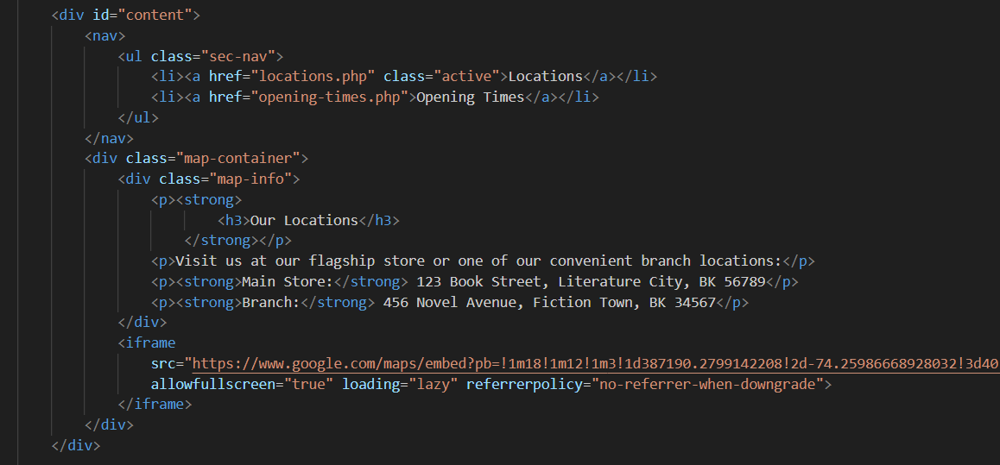 <div id="content">
<nav>
<ul class="sec-nav">
<li><a href="locations.php" class="active">Locations</a></li>
<li><a href="opening-times.php">Opening Times</a></li>
</ul>
</nav>
<div class="map-container">
<div class="map-info">
<p><strong>
<h3>Our Locations</h3>
</strong></p>
<p>Visit us at our flagship store or one of our convenient branch locations:</p>
<p><strong>Main Store:</strong> 123 Book Street, Literature City, BK 56789</p>
<p><strong>Branch:</strong> 456 Novel Avenue, Fiction Town, BK 34567</p>
</div>
<iframe
src="https://www.google.com/maps/embed?pb=!1m18!1m12!1m3!1d387190.2799142208!2d-74.25986668928032!3d40
allowfullscreen="true" loading="lazy" referrerpolicy="no-referrer-when-downgrade">
</iframe>
</div>
</div>